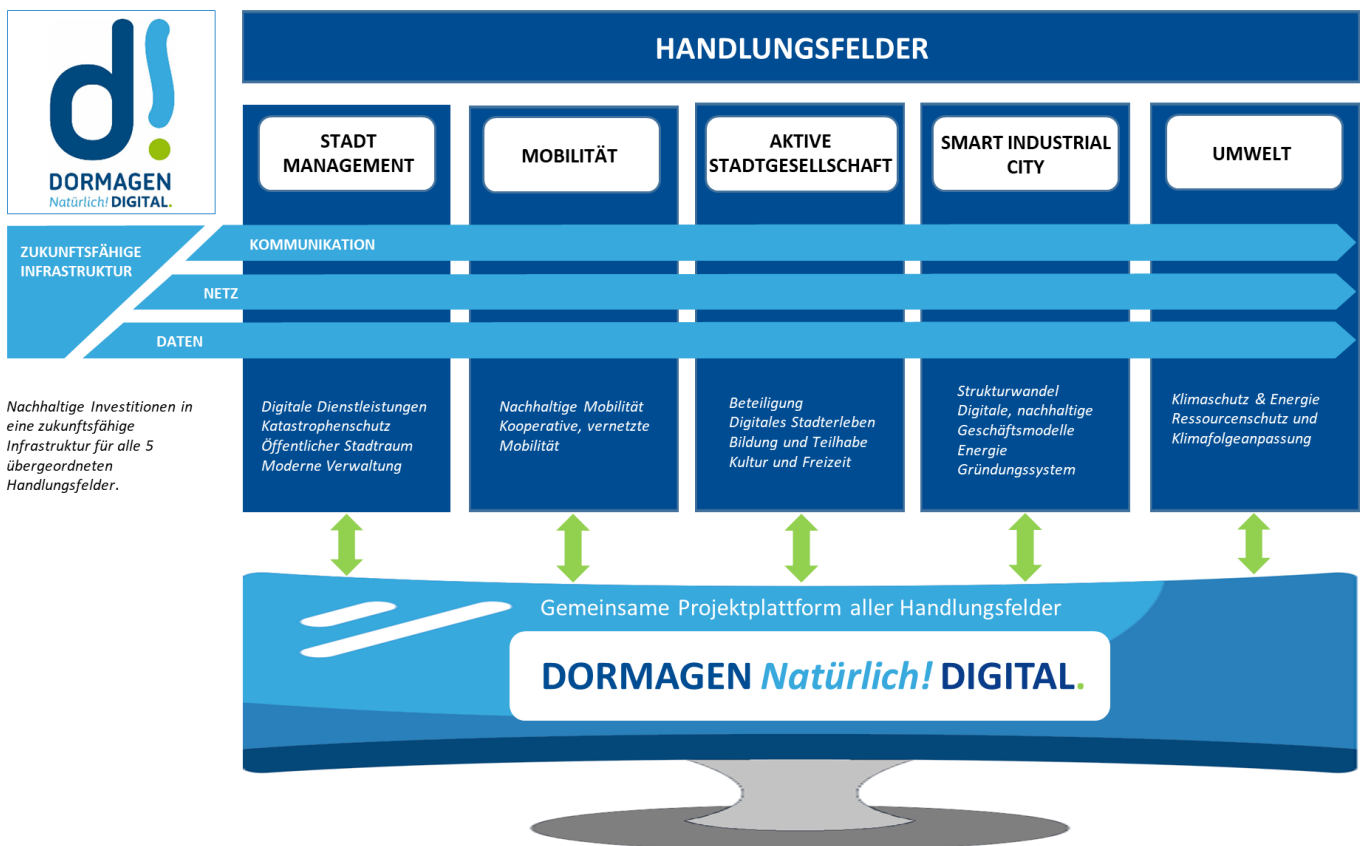 d!
DORMAGEN
Natürlich! DIGITAL.
HANDLUNGSFELDER
STADT
MANAGEMENT
MOBILITÄT
AKTIVE
STADTGESELLSCHAFT
SMART INDUSTRIAL
CITY
UMWELT
ZUKUNFTSFÄHIGE
INFRASTRUKTUR
KOMMUNIKATION
NETZ
DATEN
Nachhaltige Investitionen in
eine zukunftsfähige
Infrastruktur für alle 5
übergeordneten
Handlungsfelder.
Digitale Dienstleistungen
Katastrophenschutz
Öffentlicher Stadtraum
Moderne Verwaltung
Nachhaltige Mobilität
Kooperative, vernetzte
Mobilität
Beteiligung
Digitales Stadterleben
Bildung und Teilhabe
Kultur und Freizeit
Strukturwandel
Digitale, nachhaltige
Geschäftsmodelle
Energie
Gründungssystem
Klimaschutz & Energie
Ressourcenschutz und
Klimafolgeanpassung
Gemeinsame Projektplattform aller Handlungsfelder
DORMAGEN Natürlich! DIGITAL.